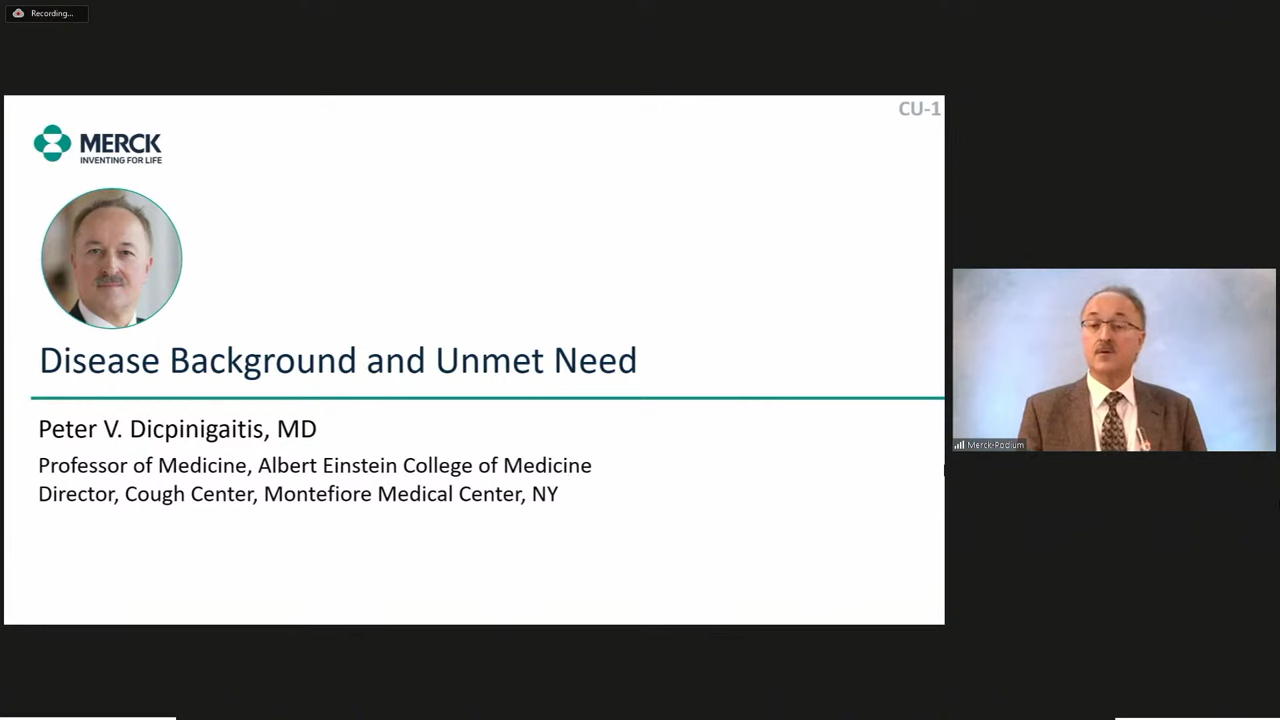 Recording...
CU-1
MERCK
INVENTING FOR LIFE
Disease Background and Unmet Need
Peter V. Dicpinigaitis, MD
Professor of Medicine, Albert Einstein College of Medicine
Director, Cough Center, Montefiore Medical Center, NY
Merck-Podium